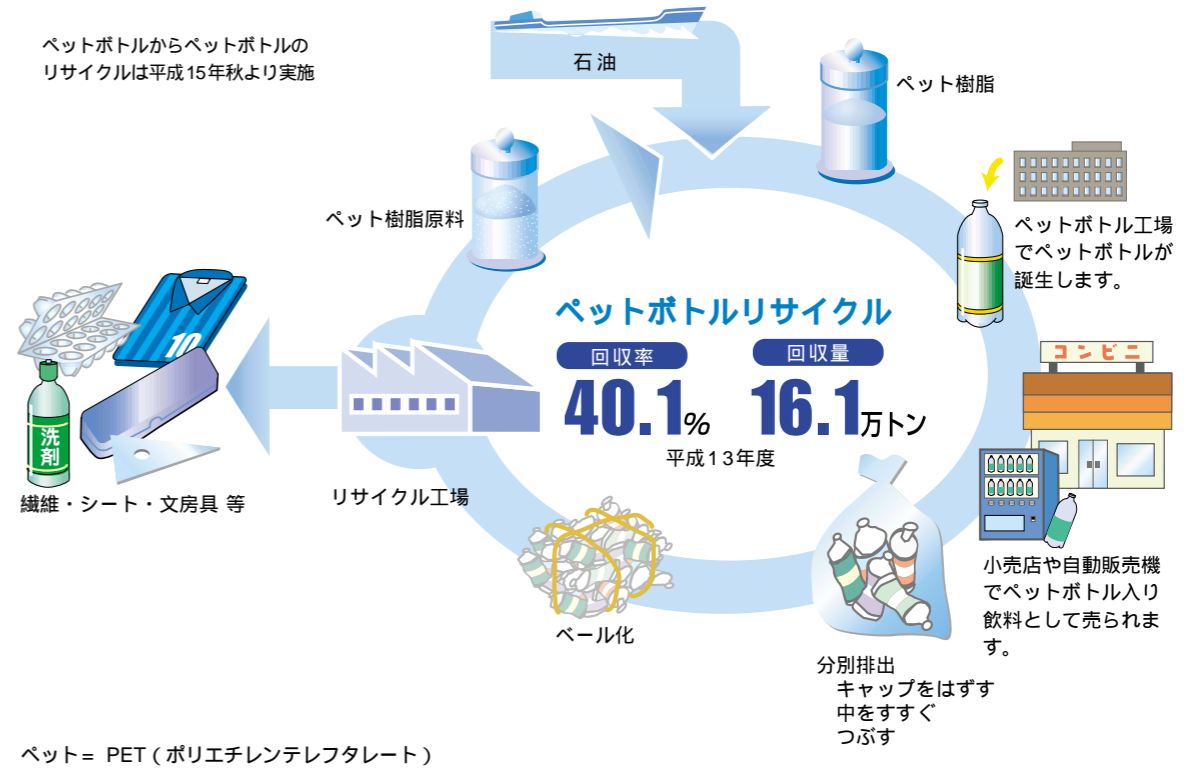 ペットボトルからペットボトルの
リサイクルは平成15年秋より実施
石油
ペット樹脂
ペット樹脂原料
ペットボトル工場
でペットボトルが
誕生します。
ペットボトルリサイクル
回収率
回収量
40.1%
16.1万トン
平成13年度
10
洗
剤
繊維・シート・文房具 等
リサイクル工場
コンビニ
小売店や自動販売機
でペットボトル入り
飲料として売られま
す。
ベール化
分別排出
キャップをはずす
中をすすぐ
つぶす
ペット= PET(ポリエチレンテレフタレート)